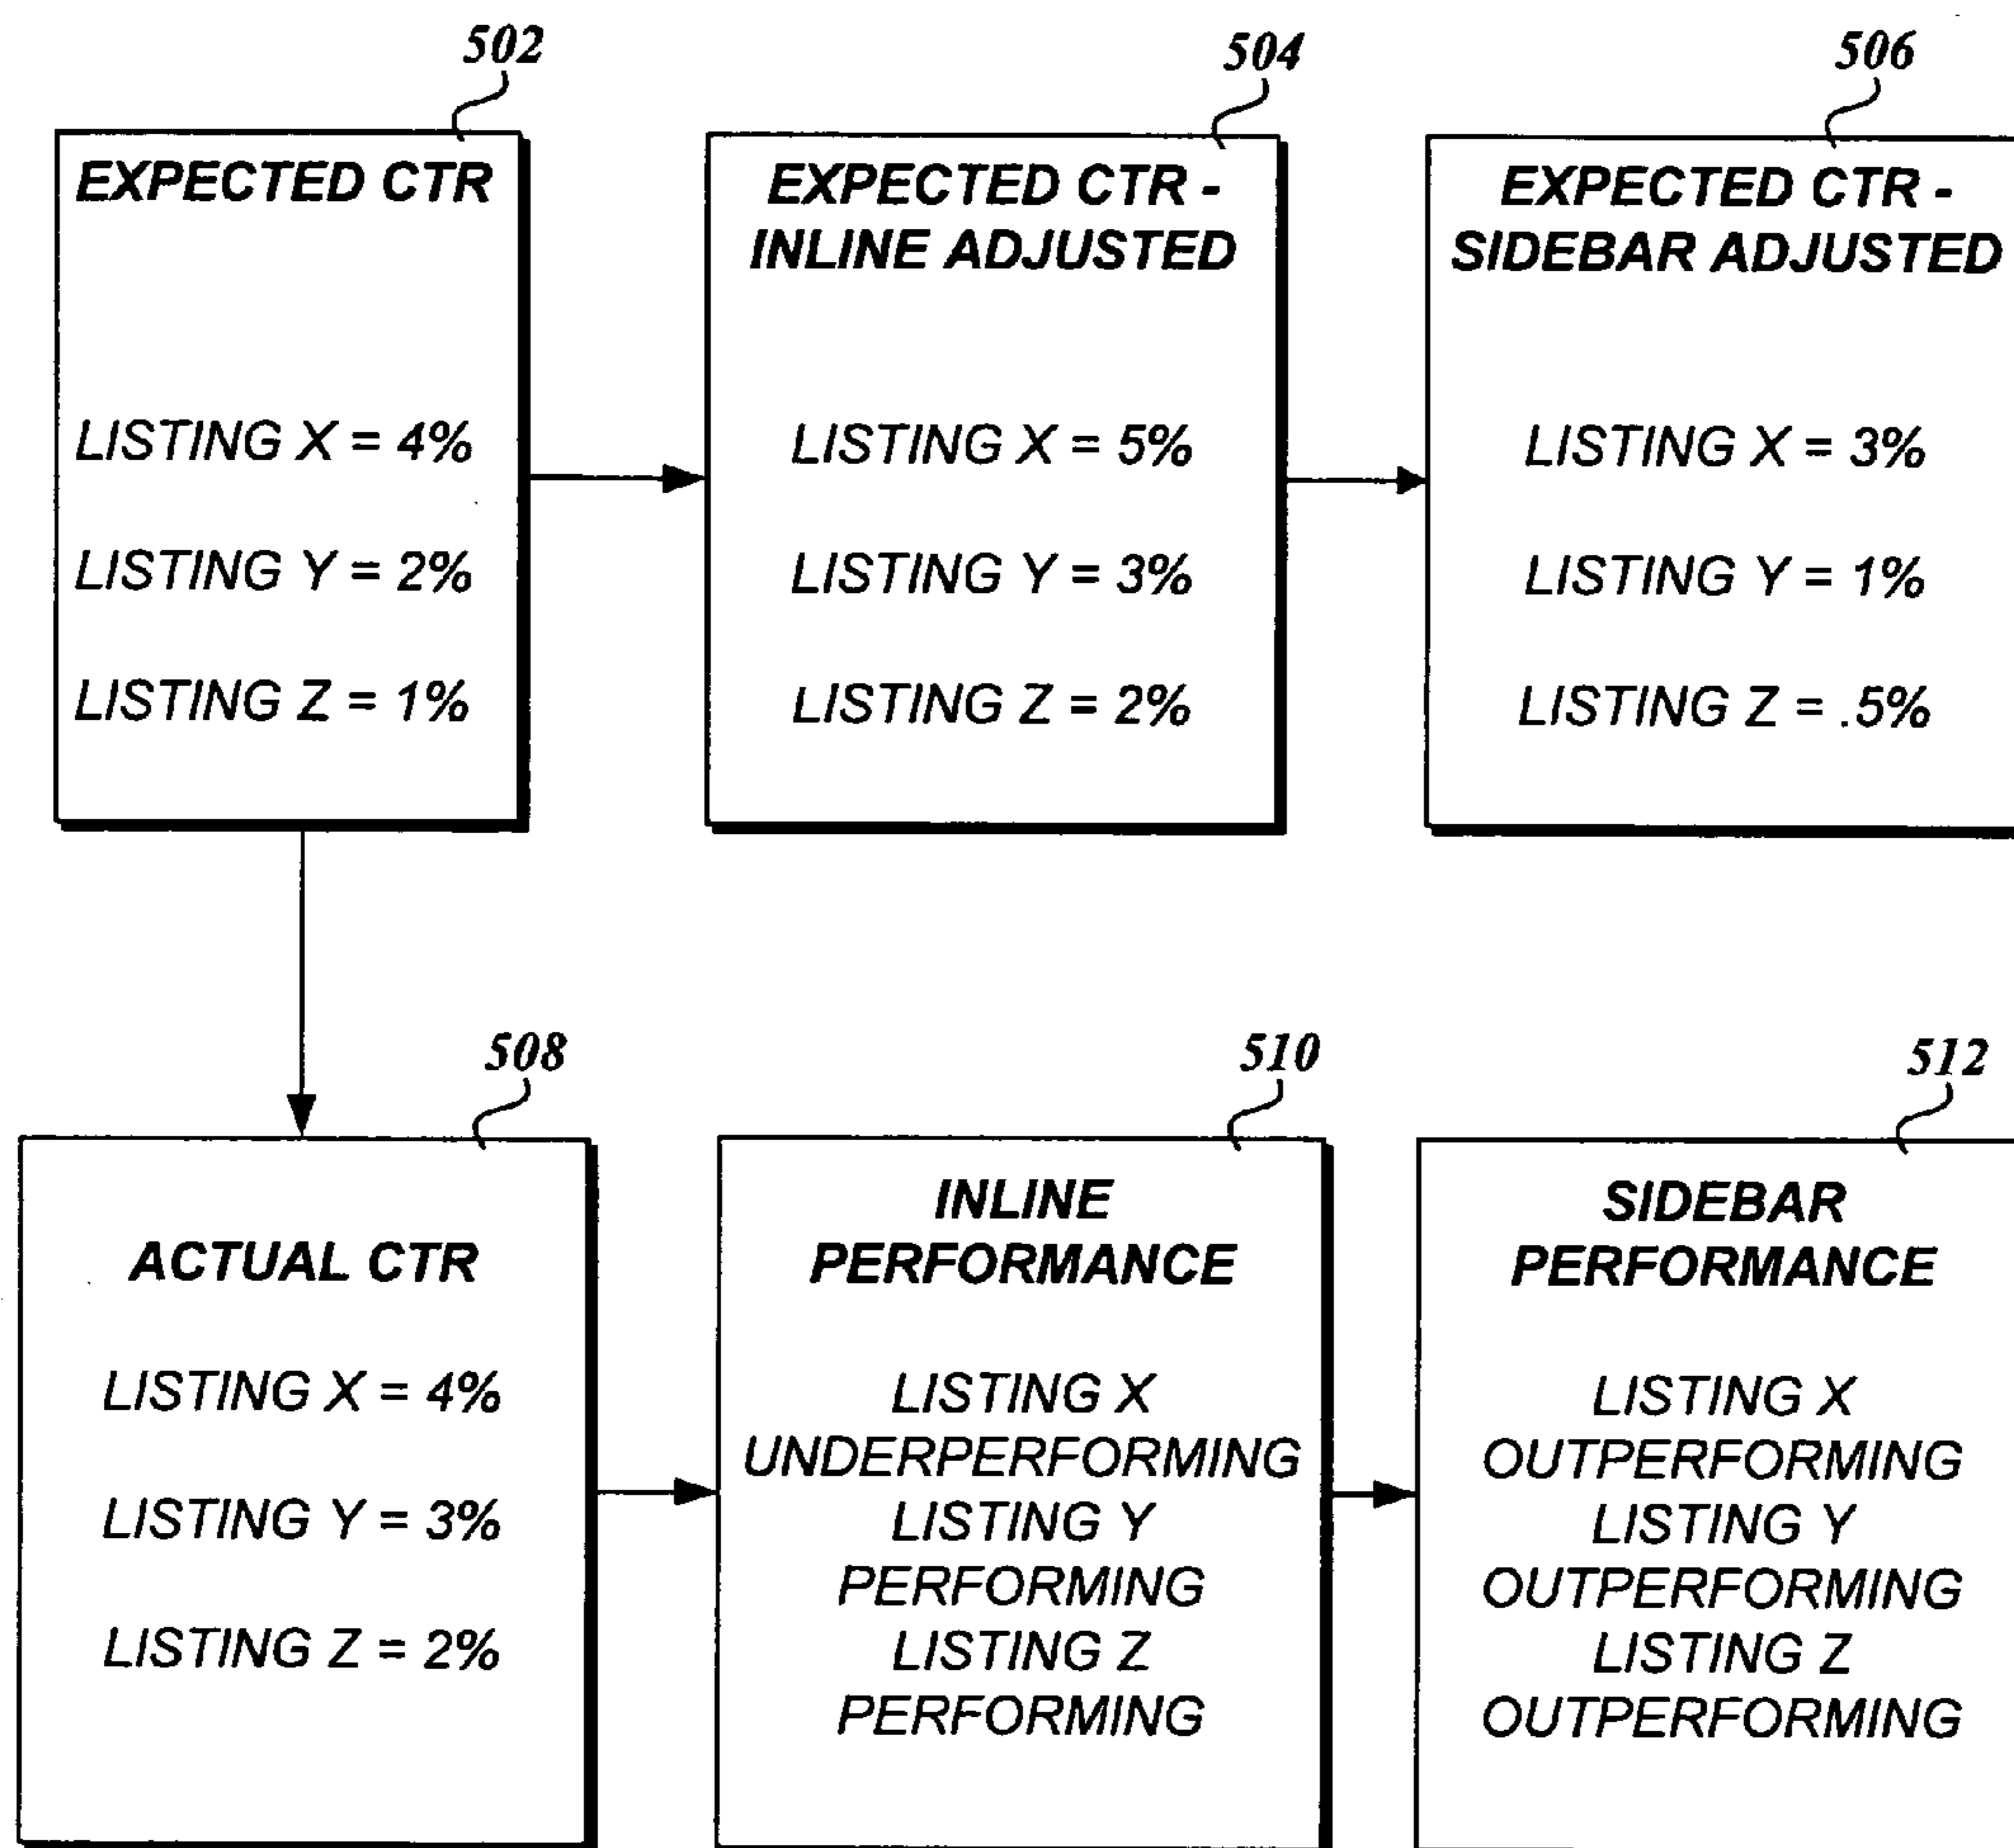 502
EXPECTED CTR
LISTING X = 4%
LISTING Y = 2%
LISTING Z = 1%
504
EXPECTED CTR -
INLINE ADJUSTED
LISTING X = 5%
LISTING Y = 3%
LISTING Z = 2%
506
EXPECTED CTR -
SIDEBAR ADJUSTED
LISTING X = 3%
LISTING Y = 1%
LISTING Z = .5%
508
ACTUAL CTR
LISTING X = 4%
LISTING Y = 3%
LISTING Z = 2%
510
INLINE
PERFORMANCE
LISTING X
UNDERPERFORMING
LISTING Y
PERFORMING
LISTING Z
PERFORMING
512
SIDEBAR
PERFORMANCE
LISTING X
OUTPERFORMING
LISTING Y
OUTPERFORMING
LISTING Z
OUTPERFORMING